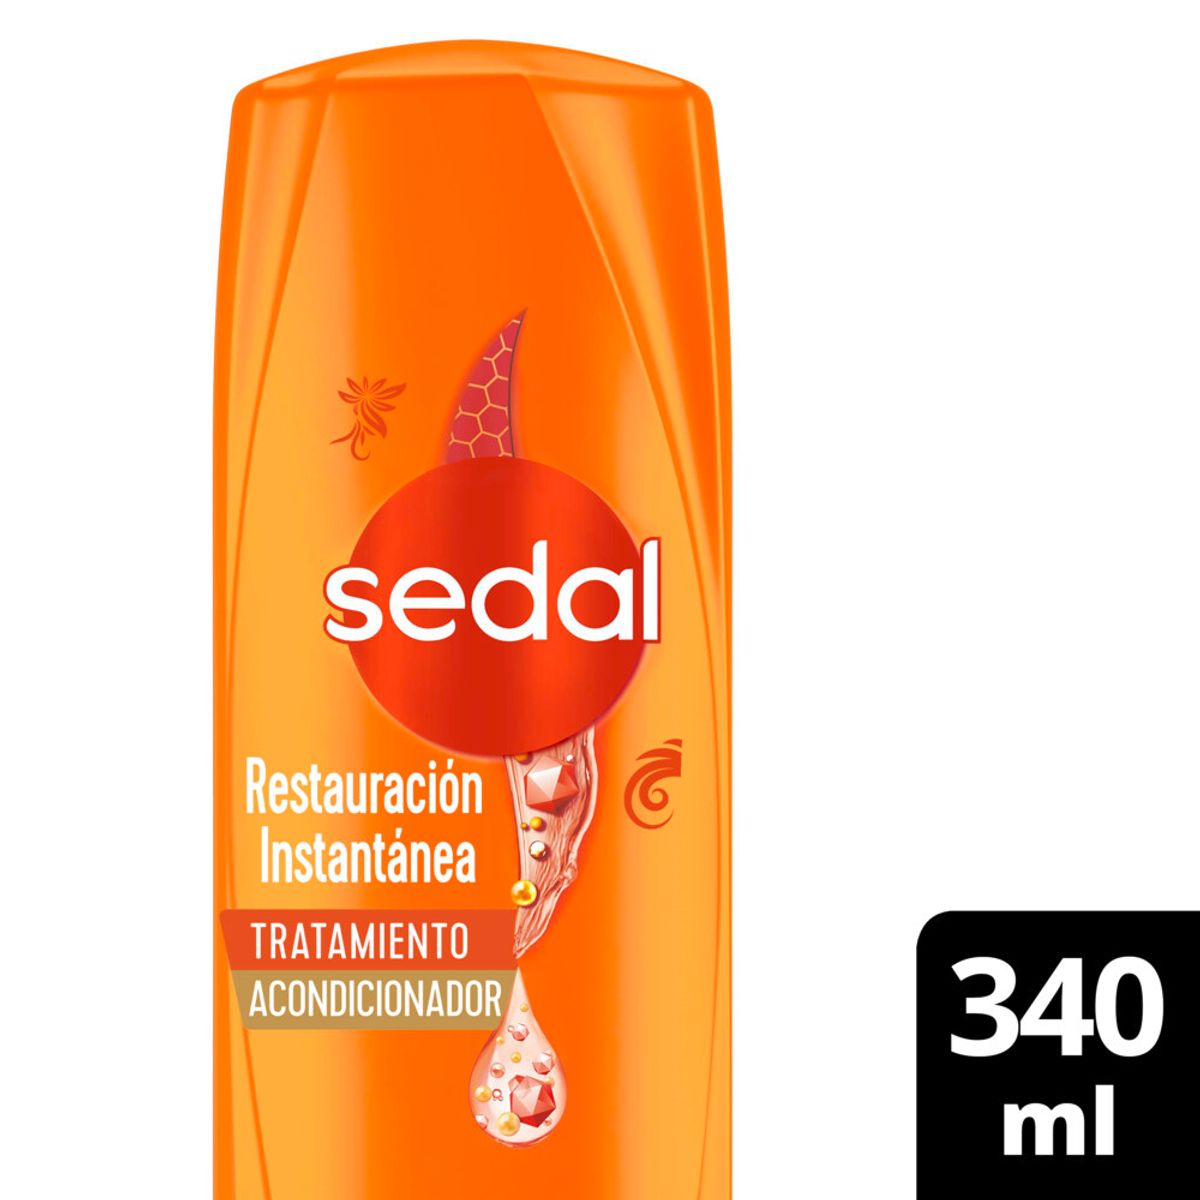 sedal
Restauración
Instantánea
TRATAMIENTO
ACONDICIONADOR
340
ml